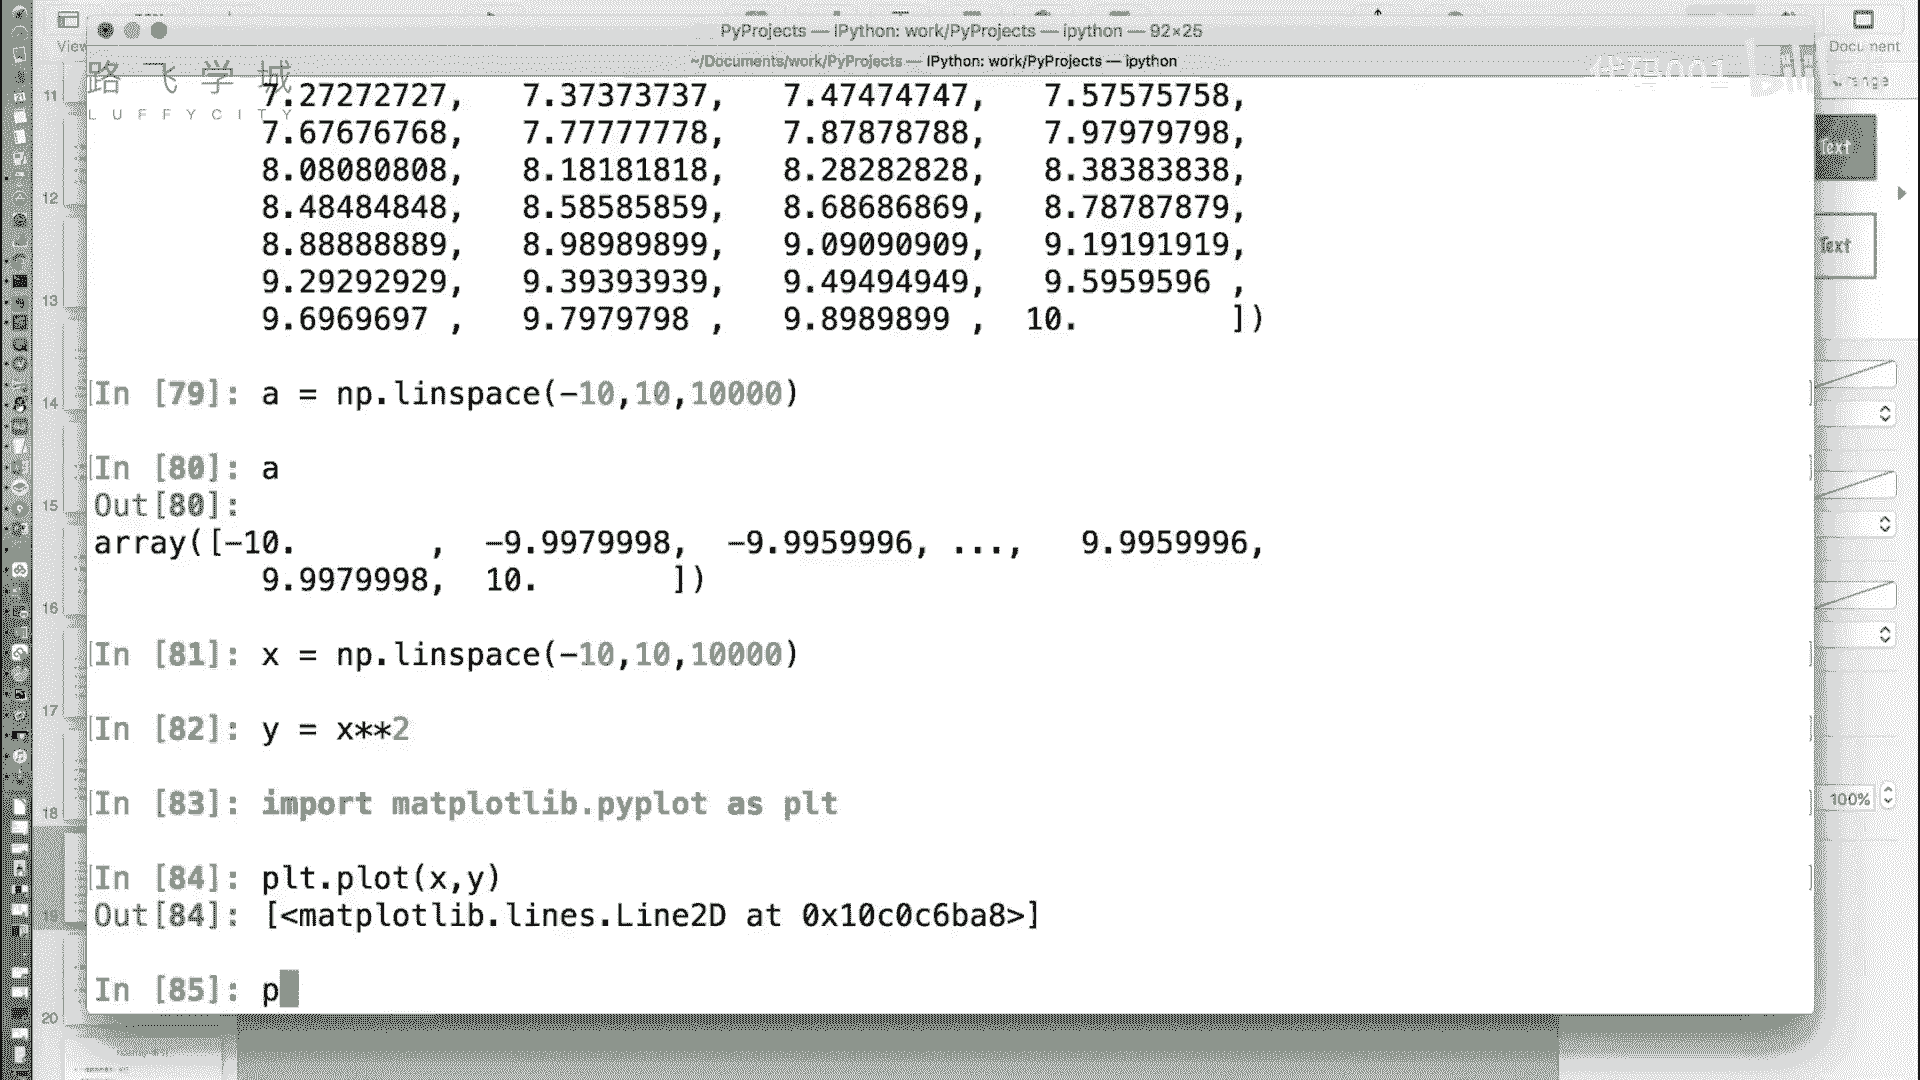 View
PyProjects — IPython: work/PyProjects — ipython — 92×25
~/Documents/work/PyProjects — IPython: work/PyProjects — ipython
路飞学城
LUFFYCITY
7.27272727, 7.37373737, 7.47474747, 7.57575758,
7.67676768, 7.77777778, 7.87878788, 7.97979798,
8.08080808, 8.18181818, 8.28282828, 8.38383838,
8.48484848, 8.58585859, 8.68686869, 8.78787879,
8.88888889, 8.98989899, 9.09090909, 9.19191919,
9.29292929, 9.39393939, 9.49494949, 9.5959596 ,
9.6969697 , 9.7979798 , 9.8989899 , 10. ])
In [79]: a = np.linspace(-10,10,10000)
In [80]: a
Out[80]:
array([-10. , -9.9979998, -9.9959996, ..., 9.9959996,
9.9979998, 10. ])
In [81]: x = np.linspace(-10,10,10000)
In [82]: y = x**2
In [83]: import matplotlib.pyplot as plt
In [84]: plt.plot(x,y)
Out[84]: [<matplotlib.lines.Line2D at 0x10c0c6ba8>]
In [85]: p
11
12
13
14
15
16
17
18
19
20
Text
Text
100%